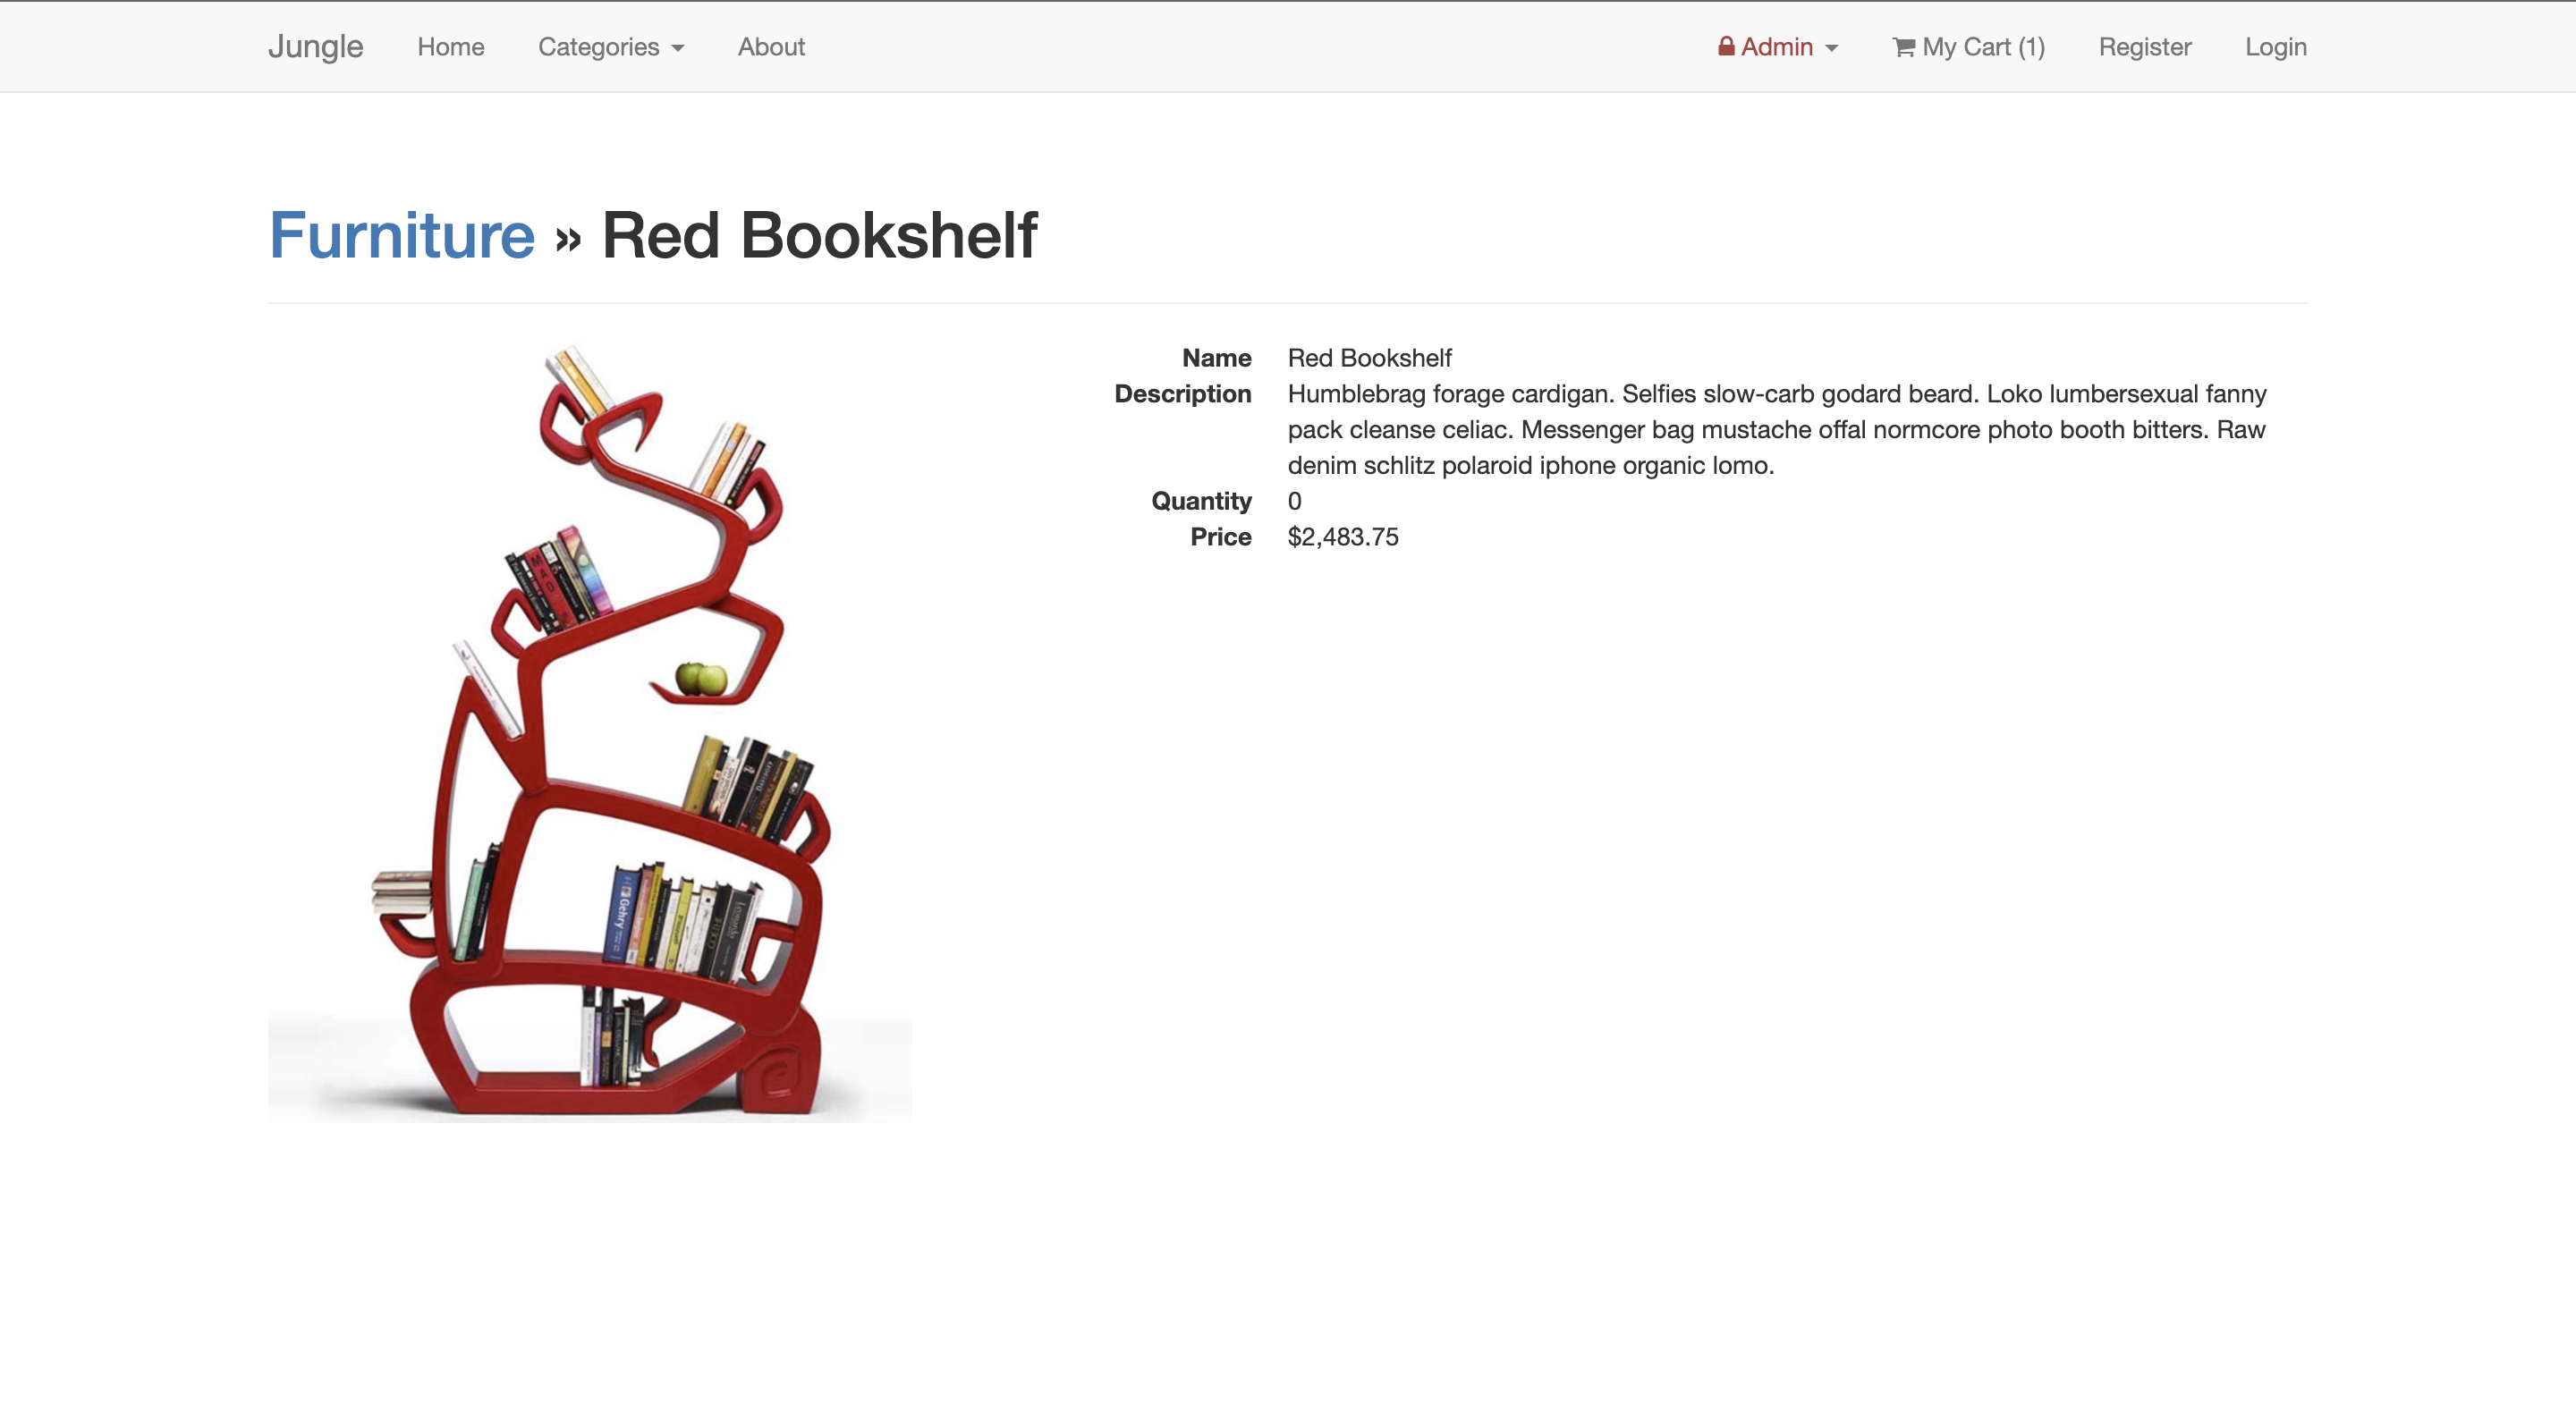 Jungle Home Categories About Admin My Cart (1) Register Login
Furniture » Red Bookshelf
Name Red Bookshelf
Description Humblebrag forage cardigan. Selfies slow-carb godard beard. Loko lumbersexual fanny
pack cleanse celiac. Messenger bag mustache offal normcore photo booth bitters. Raw
denim schlitz polaroid iphone organic lomo.
Quantity 0
Price $2,483.75
MAD
Gehry